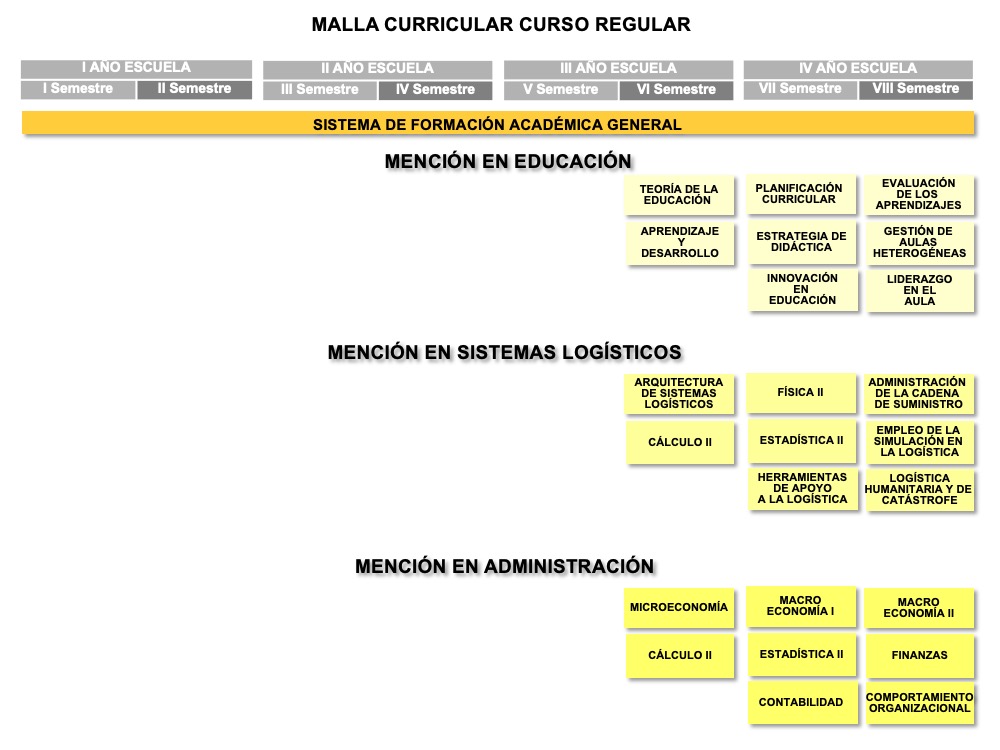 MALLA CURRICULAR CURSO REGULAR
I AÑO ESCUELA
II AÑO ESCUELA
III AÑO ESCUELA
IV AÑO ESCUELA
I Semestre
II Semestre
III Semestre
IV Semestre
V Semestre
VI Semestre
VII Semestre
VIII Semestre
SISTEMA DE FORMACIÓN ACADÉMICA GENERAL
MENCIÓN EN EDUCACIÓN
TEORÍA DE LA
EDUCACIÓN
PLANIFICACIÓN
CURRICULAR
EVALUACIÓN
DE LOS
APRENDIZAJES
APRENDIZAJE
Y
DESARROLLO
ESTRATEGIA DE
DIDÁCTICA
GESTIÓN DE
AULAS
HETEROGÉNEAS
INNOVACIÓN
EN
EDUCACIÓN
LIDERAZGO
EN EL
AULA
MENCIÓN EN SISTEMAS LOGÍSTICOS
ARQUITECTURA
DE SISTEMAS
LOGÍSTICOS
FÍSICA II
ADMINISTRACIÓN
DE LA CADENA
DE SUMINISTRO
CÁLCULO II
ESTADÍSTICA II
EMPLEO DE LA
SIMULACIÓN EN
LA LOGÍSTICA
HERRAMIENTAS
DE APOYO
A LA LOGÍSTICA
LOGÍSTICA
HUMANITARIA Y DE
CATÁSTROFE
MENCIÓN EN ADMINISTRACIÓN
MICROECONOMÍA
MACRO
ECONOMÍA I
MACRO
ECONOMÍA II
CÁLCULO II
ESTADÍSTICA II
FINANZAS
CONTABILIDAD
COMPORTAMIENTO
ORGANIZACIONAL